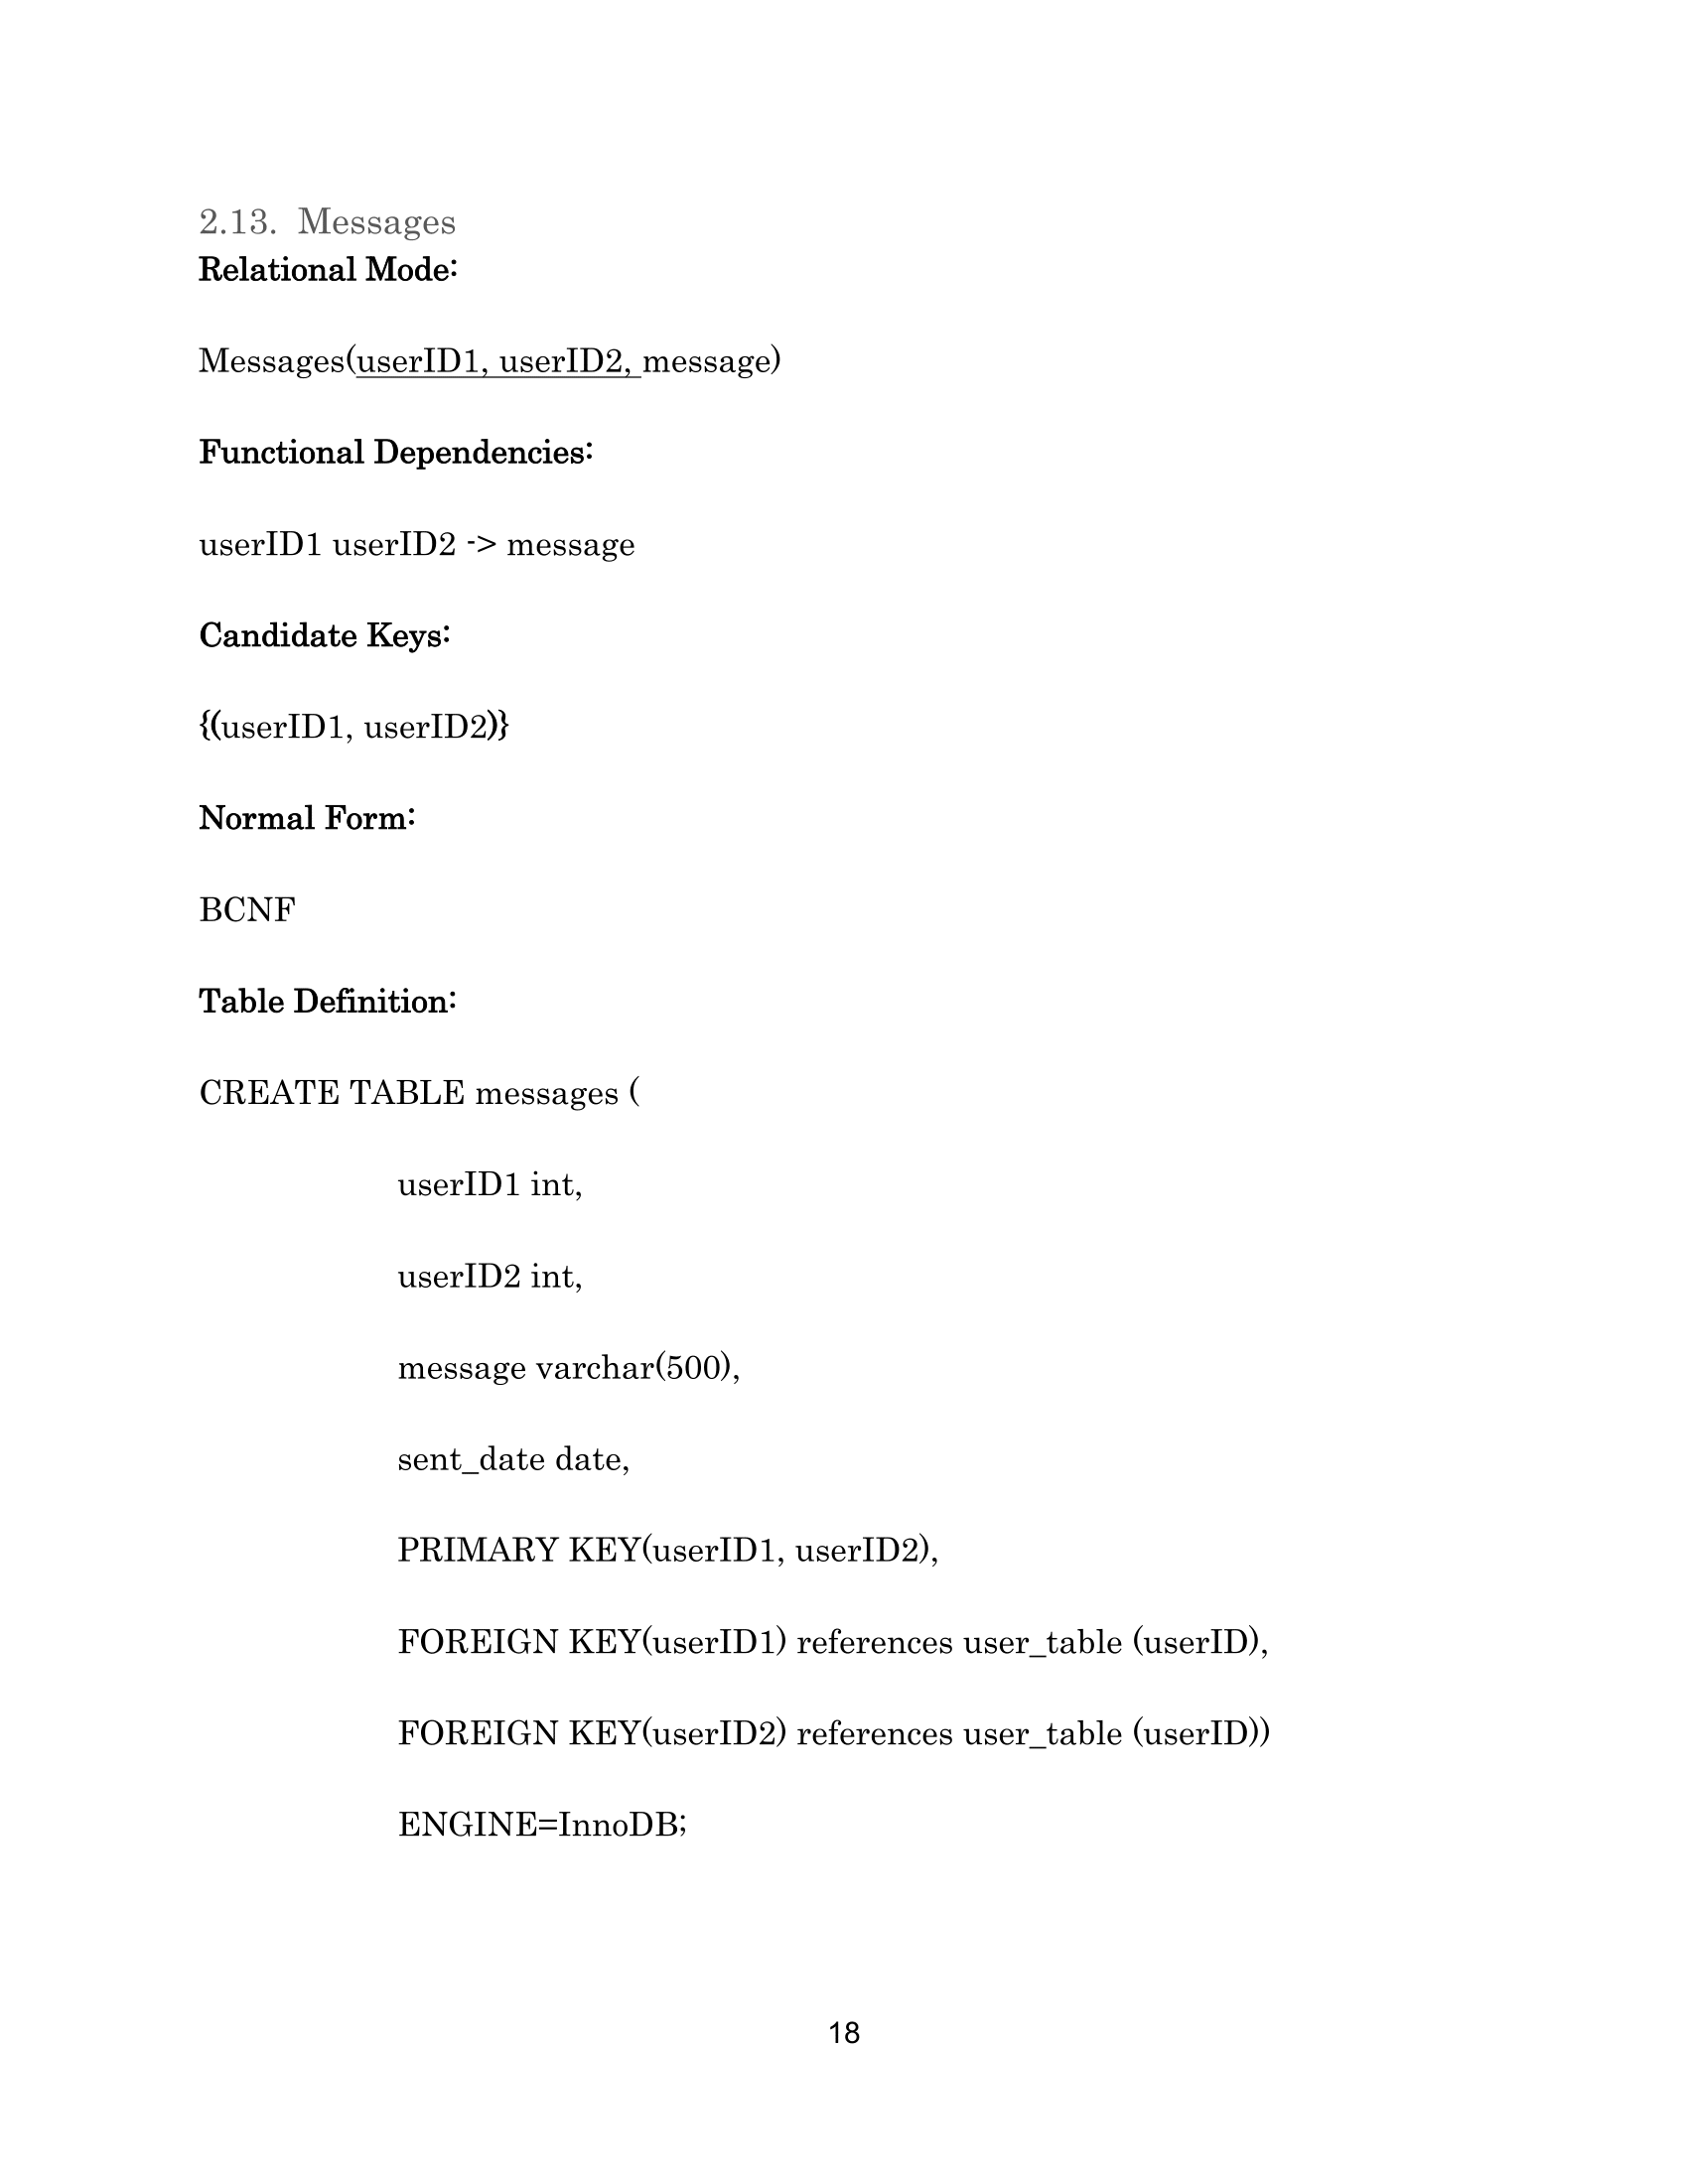 2.13. Messages
Relational Mode:
Messages(userID1, userID2, message)
Functional Dependencies:
userID1 userID2 -> message
Candidate Keys:
{(userID1, userID2)}
Normal Form:
BCNF
Table Definition:
CREATE TABLE messages (
userID1 int,
userID2 int,
message varchar(500),
sent_date date,
PRIMARY KEY(userID1, userID2),
FOREIGN KEY(userID1) references user_table (userID),
FOREIGN KEY(userID2) references user_table (userID))
ENGINE=InnoDB;
18